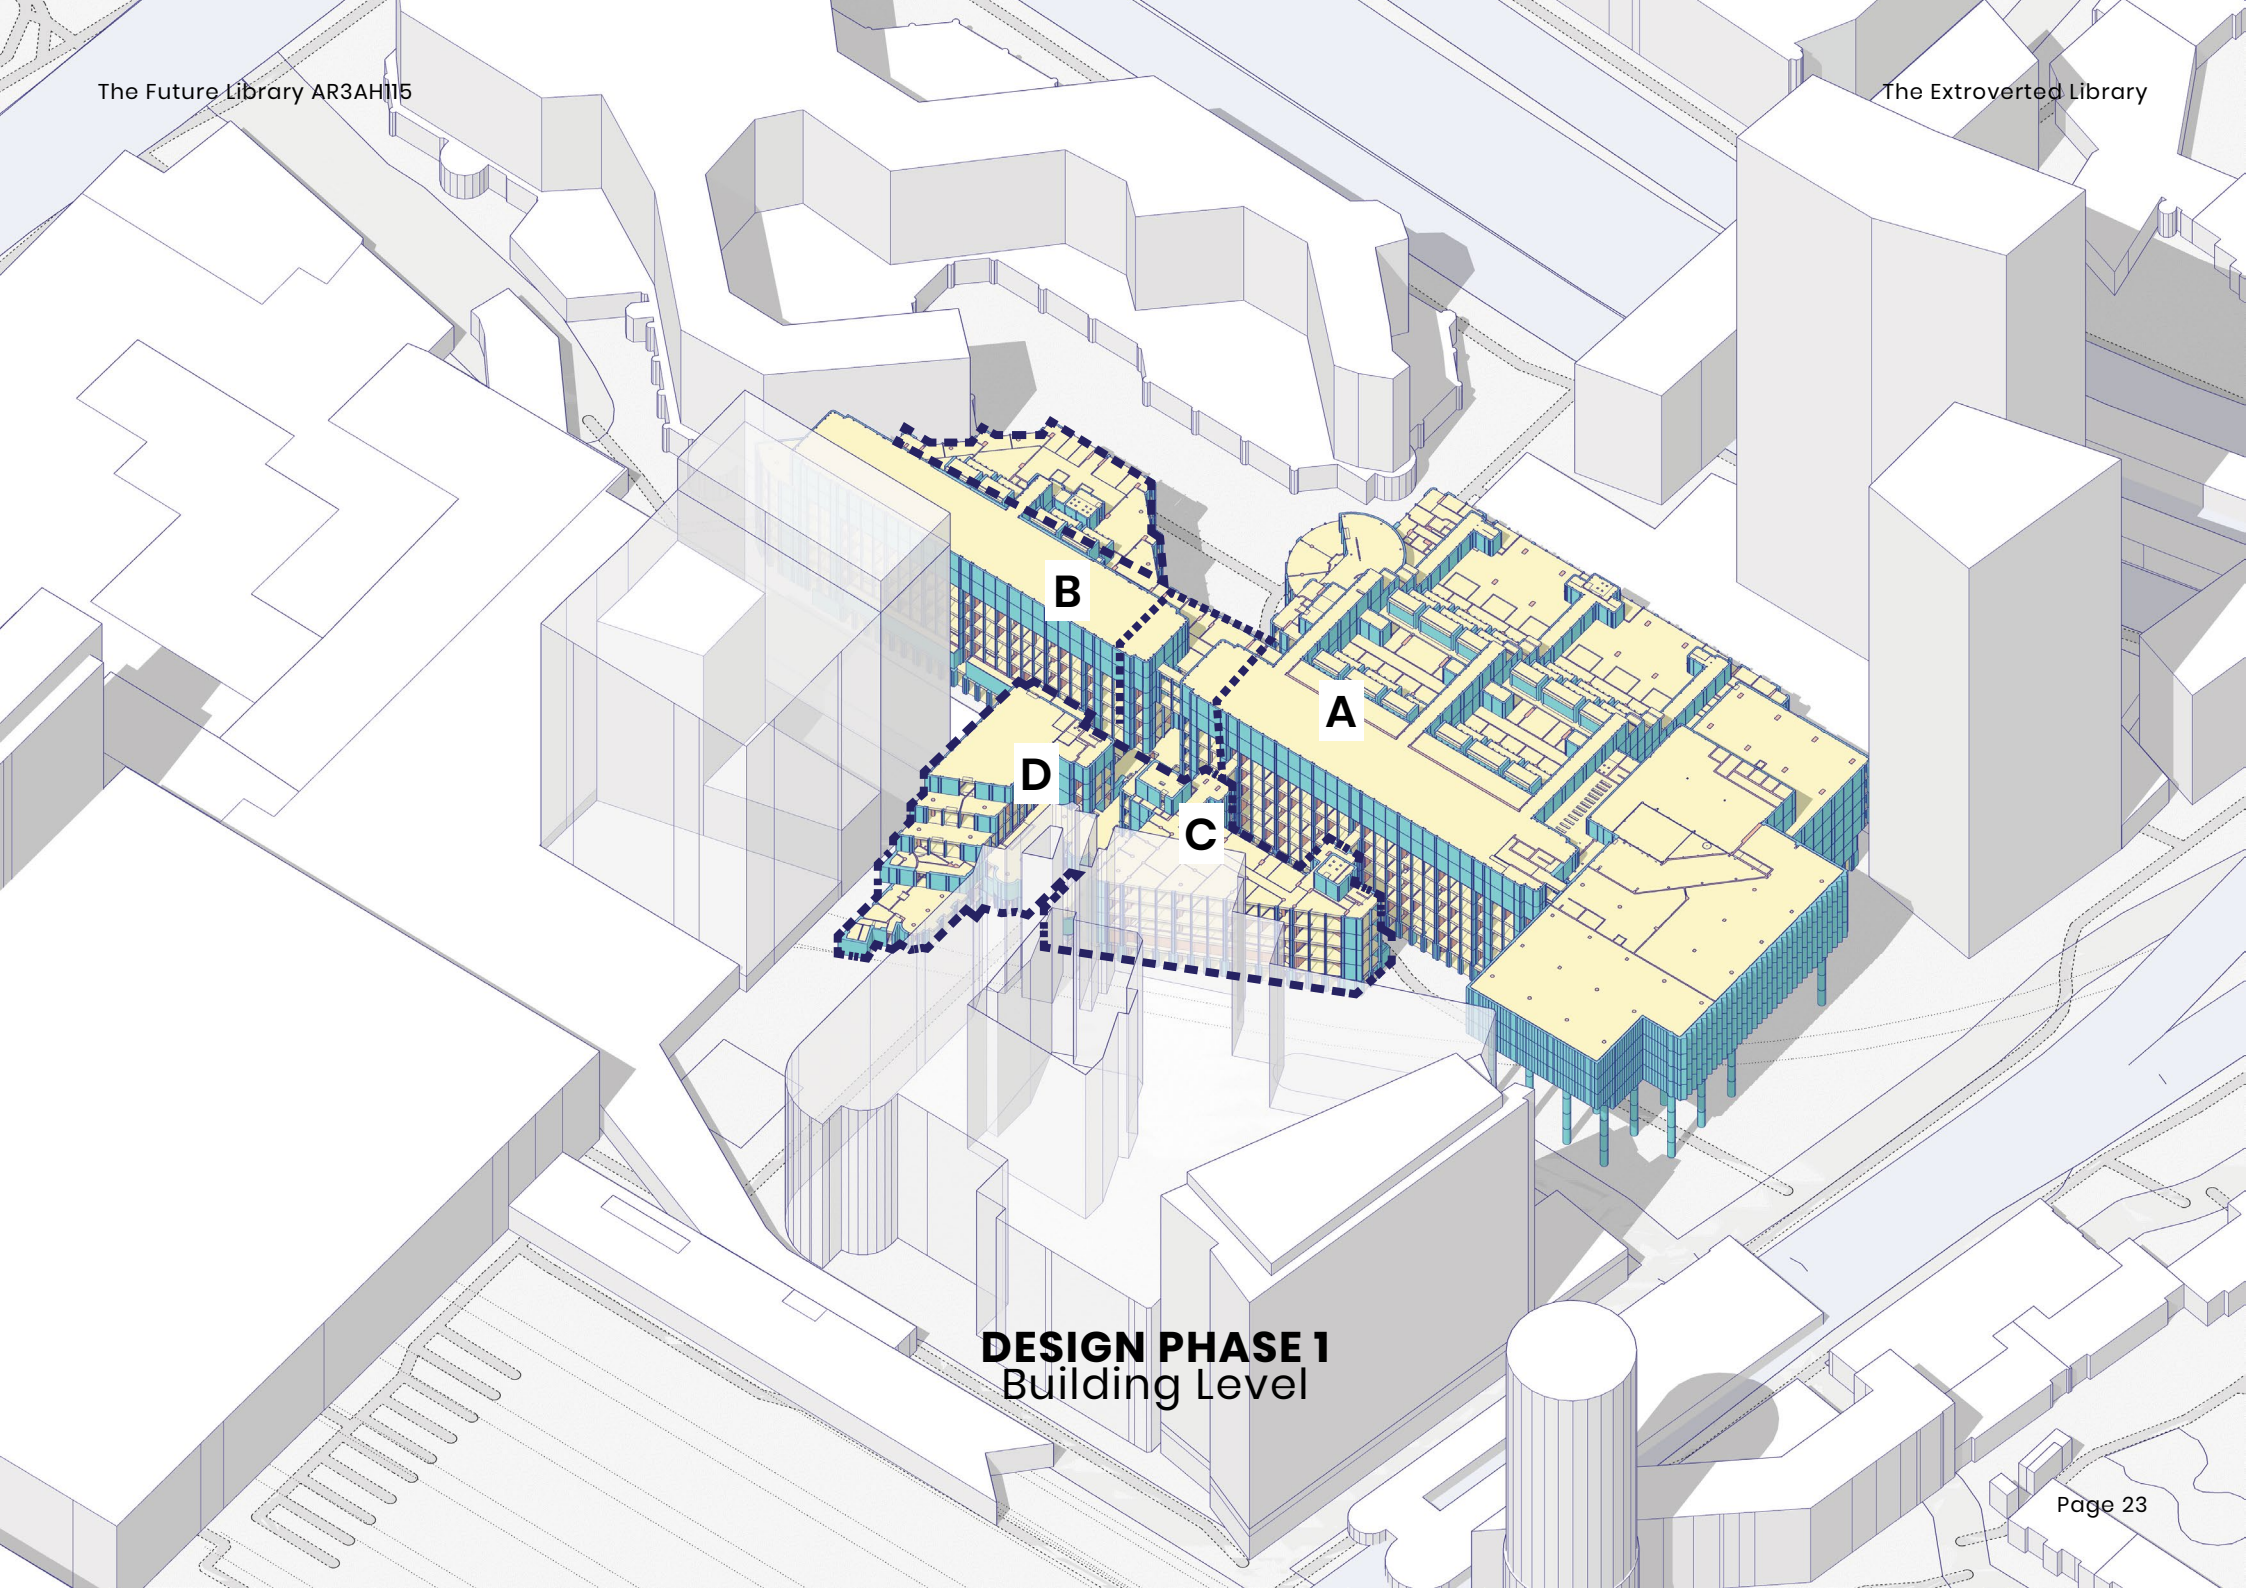 The Future Library AR3AH115
The Extroverted Library
B
A
D
C
DESIGN PHASE 1
Building Level
Page 23